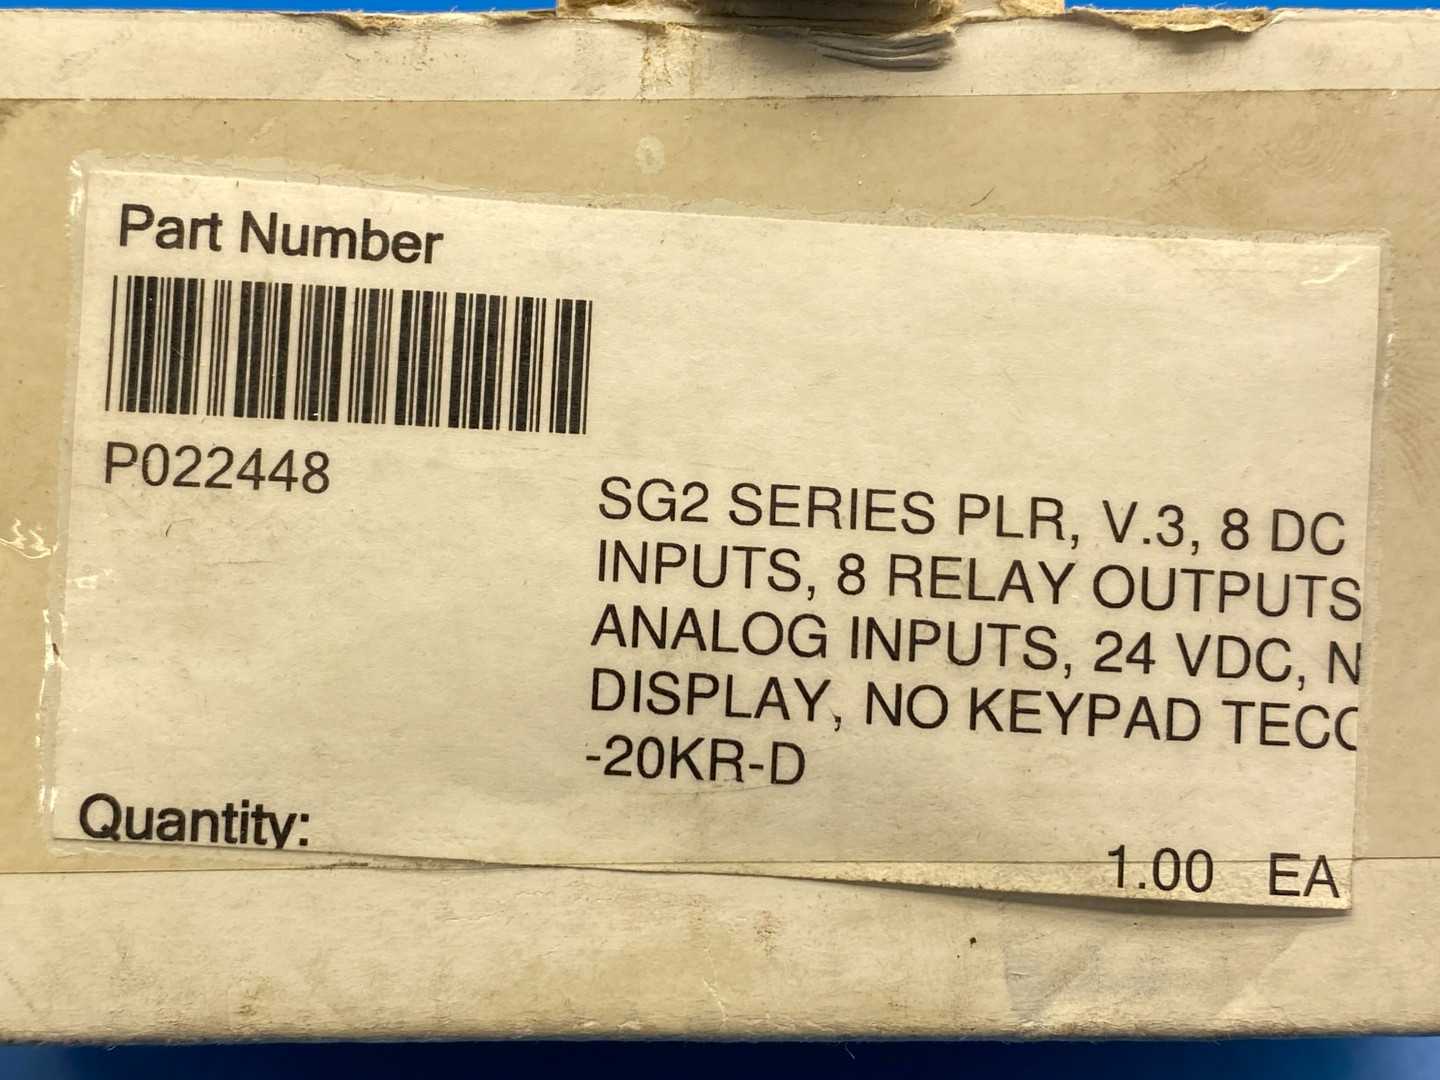 Part Number
P022448
SG2 SERIES PLR, V.3, 8 DC
INPUTS, 8 RELAY OUTPUTS
ANALOG INPUTS, 24 VDC, N
DISPLAY, NO KEYPAD TECO
-20KR-D
Quantity:
1.00 EA